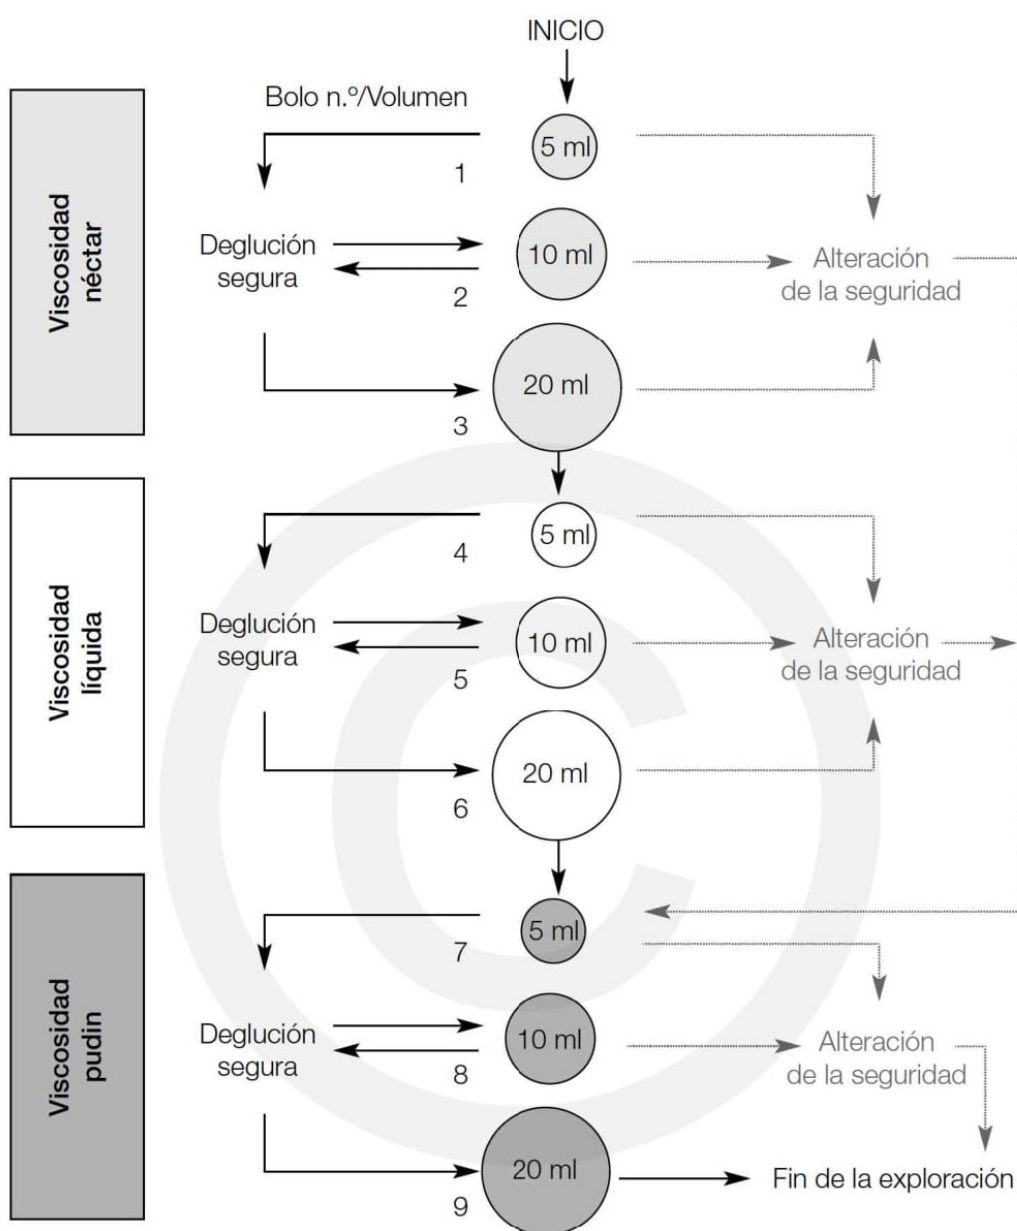 INICIO
Bolo n.º/Volumen
Viscosidad
néctar
5 ml
1
Deglución
segura
10 ml
2
Alteración
de la seguridad
20 ml
3
Viscosidad
líquida
5 ml
4
Deglución
segura
10 ml
5
Alteración
de la seguridad
20 ml
6
Viscosidad
pudin
5 ml
7
Deglución
segura
10 ml
8
Alteración
de la seguridad
20 ml
9
Fin de la exploración
C